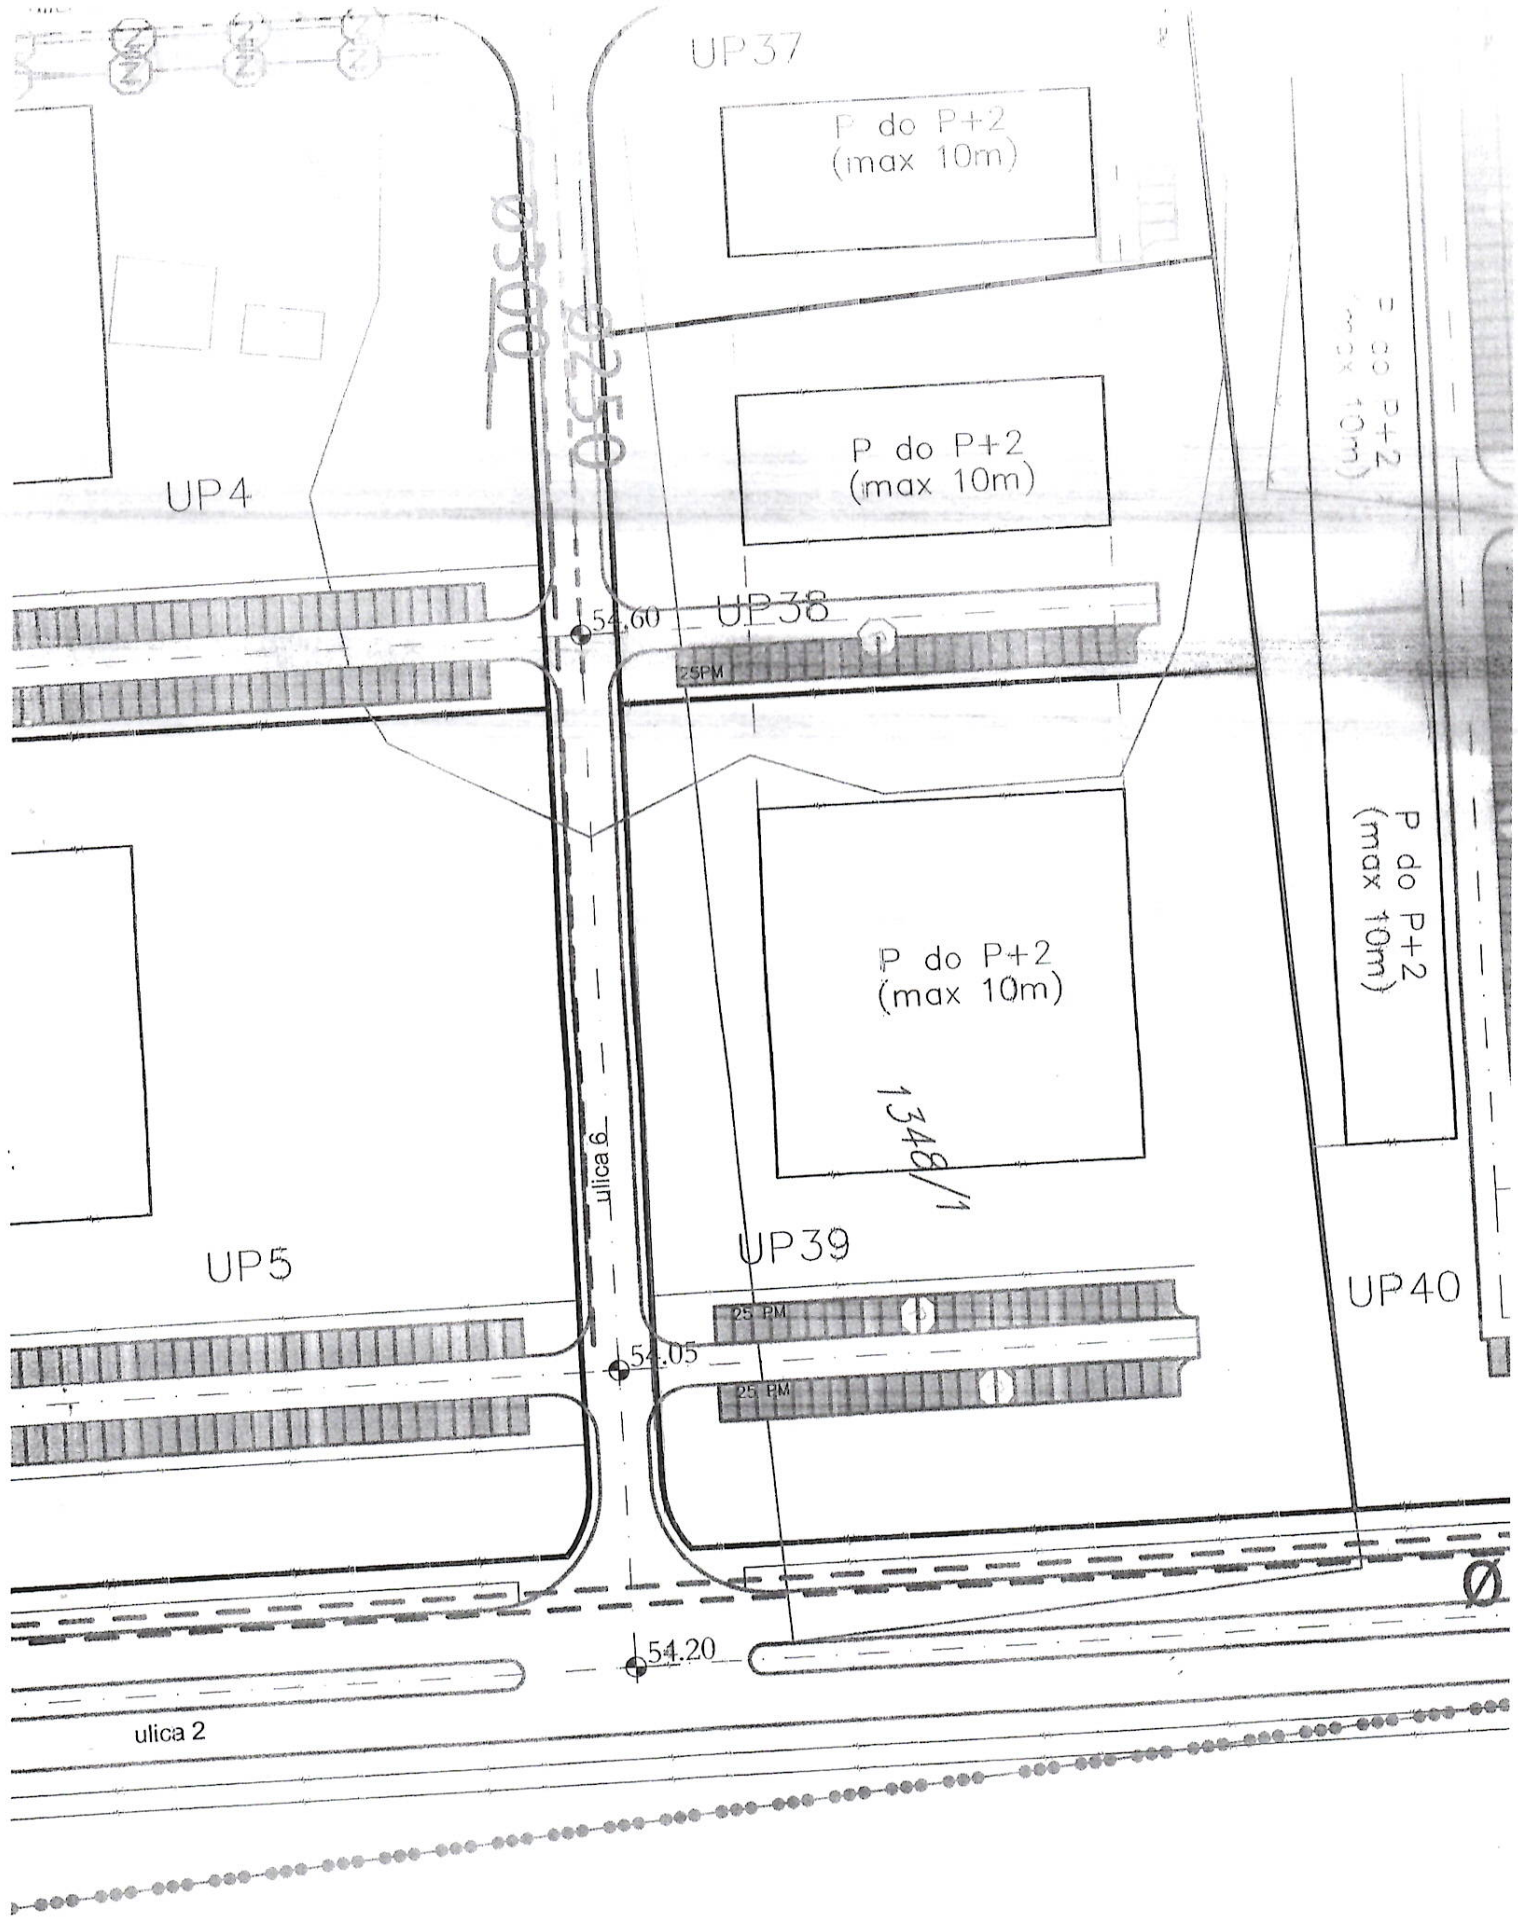 UP37
P do P+2
(max 10m)
Ø300
Ø250
P do P+2
(max 10m)
P do P+2
(max 10m)
UP4
54.60
UP38
25PM
P do P+2
(max 10m)
P do P+2
(max 10m)
1348/1
ulica 6
UP5
UP39
UP40
25 PM
54.05
25 PM
Ø
54.20
ulica 2